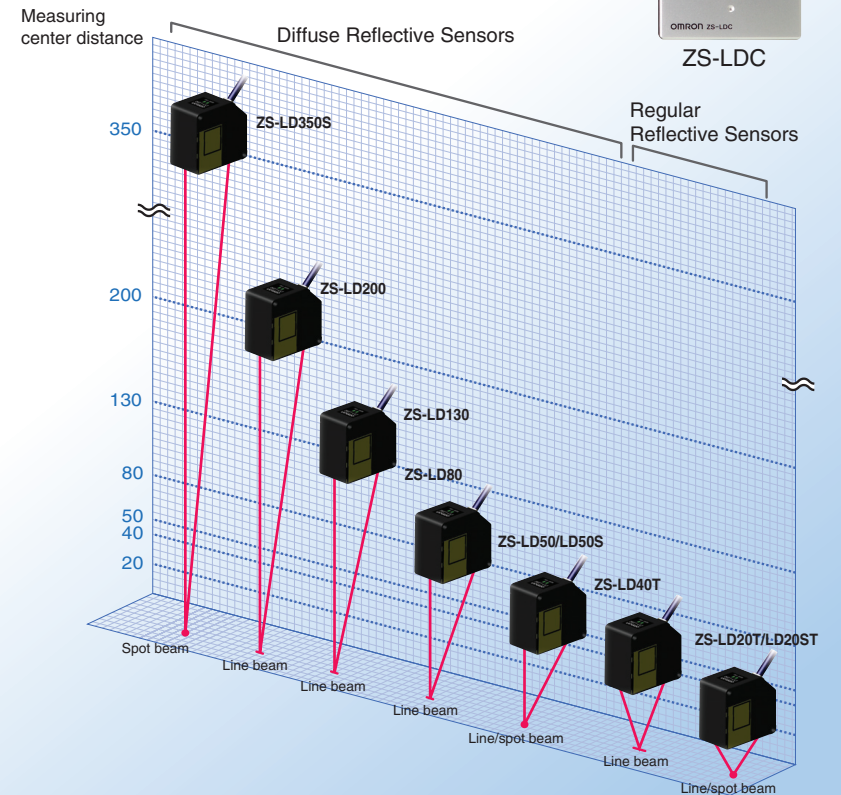 Measuring
center distance
Diffuse Reflective Sensors
OMRON ZS-LDC
ZS-LDC
Regular
Reflective Sensors
350
ZS-LD350S
200
ZS-LD200
130
ZS-LD130
80
ZS-LD80
50
40
20
ZS-LD50/LD50S
ZS-LD40T
ZS-LD20T/LD20ST
Spot beam
Line beam
Line beam
Line beam
Line/spot beam
Line beam
Line/spot beam